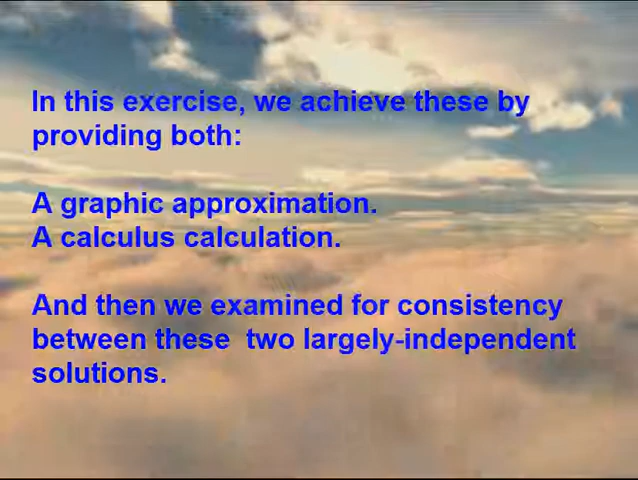 In this exercise, we achieve these by
providing both:
A graphic approximation.
A calculus calculation.
And then we examined for consistency
between these  two largely-independent
solutions.